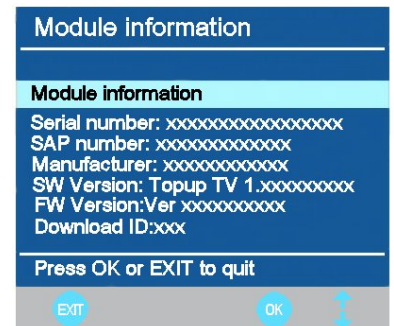 Module information
Module information
Serial number: xxxxxxxxxxxxxxxxx
SAP number: xxxxxxxxxxxxx
Manufacturer: xxxxxxxxxxxx
SW Version: Topup TV 1.xxxxxxxxx
FW Version:Ver xxxxxxxxxx
Download ID:xxx
Press OK or EXIT to quit
EXIT OK